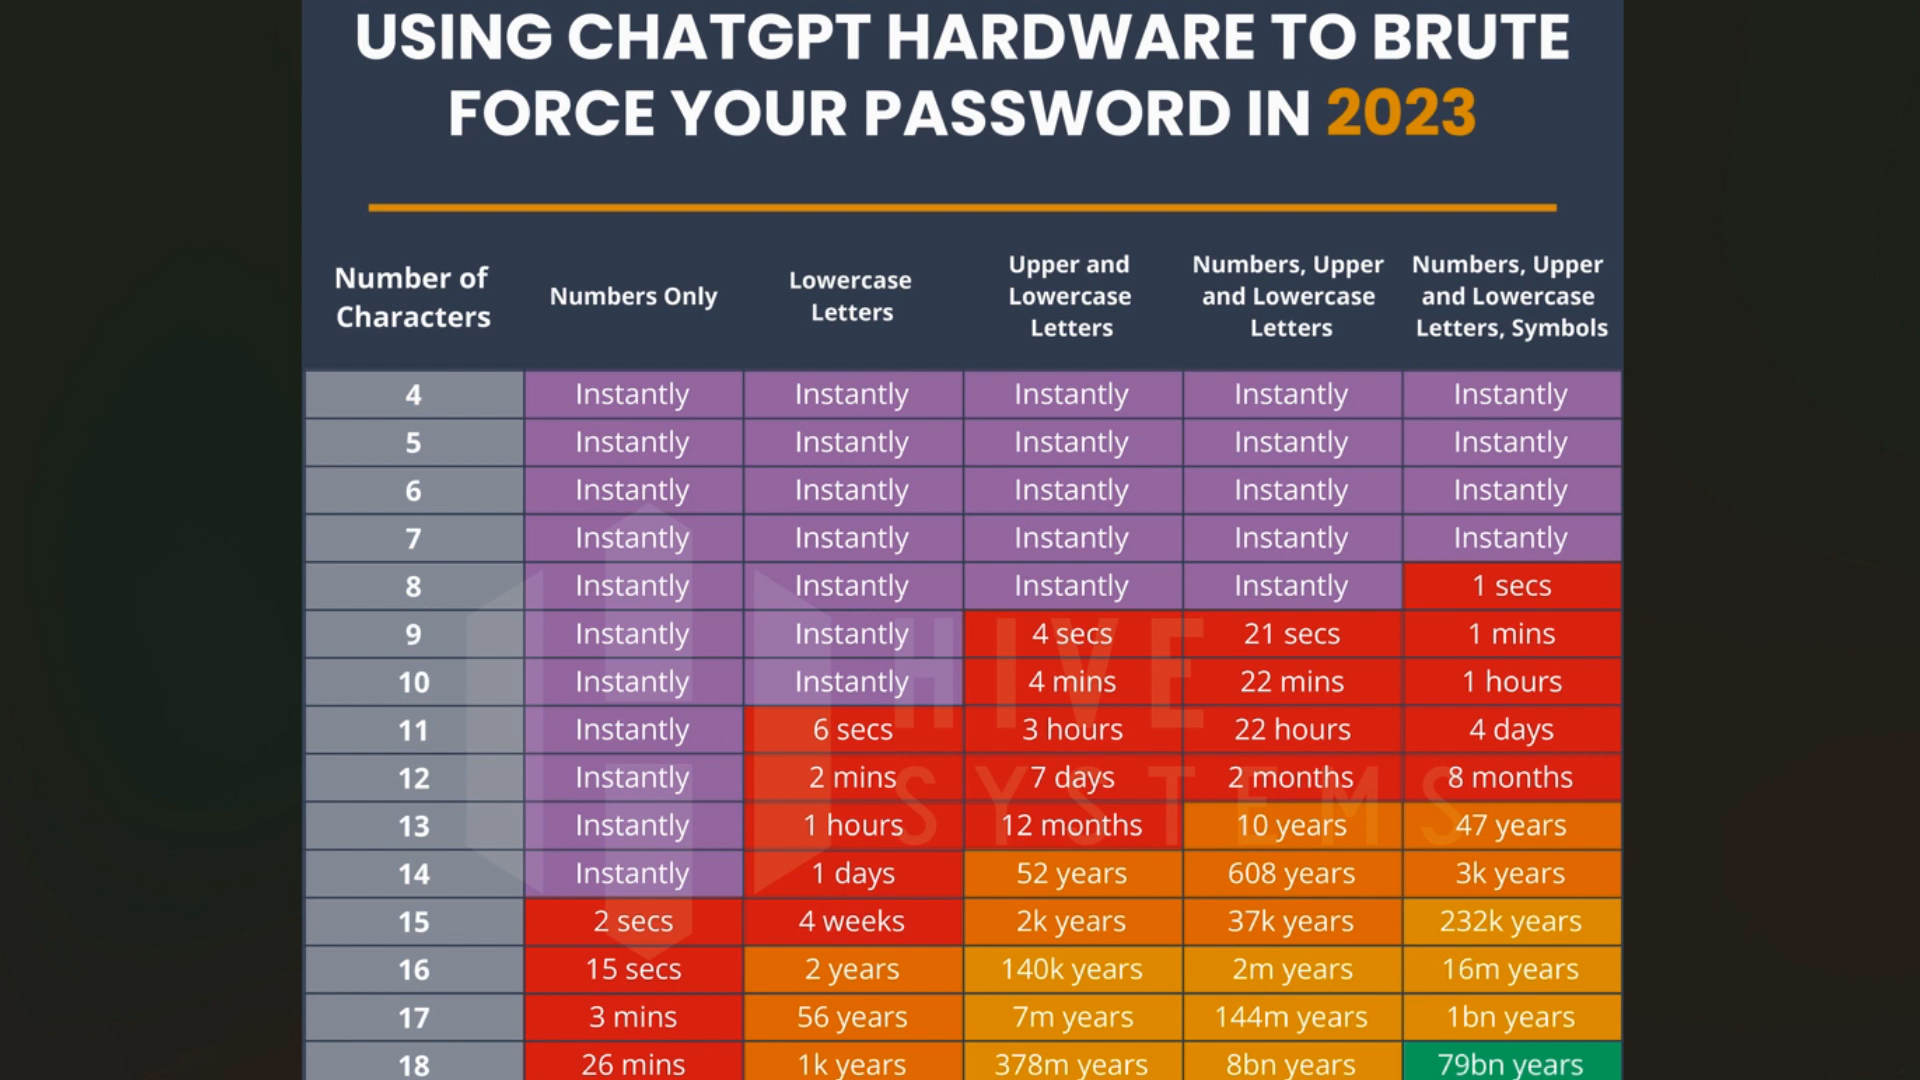 USING CHATGPT HARDWARE TO BRUTE
FORCE YOUR PASSWORD IN 2023
Number of Characters Numbers Only Lowercase Letters Upper and Lowercase Letters Numbers, Upper and Lowercase Letters Numbers, Upper and Lowercase Letters, Symbols
4 Instantly Instantly Instantly Instantly Instantly
5 Instantly Instantly Instantly Instantly Instantly
6 Instantly Instantly Instantly Instantly Instantly
7 Instantly Instantly Instantly Instantly Instantly
8 Instantly Instantly Instantly Instantly 1 secs
9 Instantly Instantly 4 secs 21 secs 1 mins
10 Instantly Instantly 4 mins 22 mins 1 hours
11 Instantly 6 secs 3 hours 22 hours 4 days
12 Instantly 2 mins 7 days 2 months 8 months
13 Instantly 1 hours 12 months 10 years 47 years
14 Instantly 1 days 52 years 608 years 3k years
15 2 secs 4 weeks 2k years 37k years 232k years
16 15 secs 2 years 140k years 2m years 16m years
17 3 mins 56 years 7m years 144m years 1bn years
18 26 mins 1k years 378m years 8bn years 79bn years
HIVE
SYSTEMS